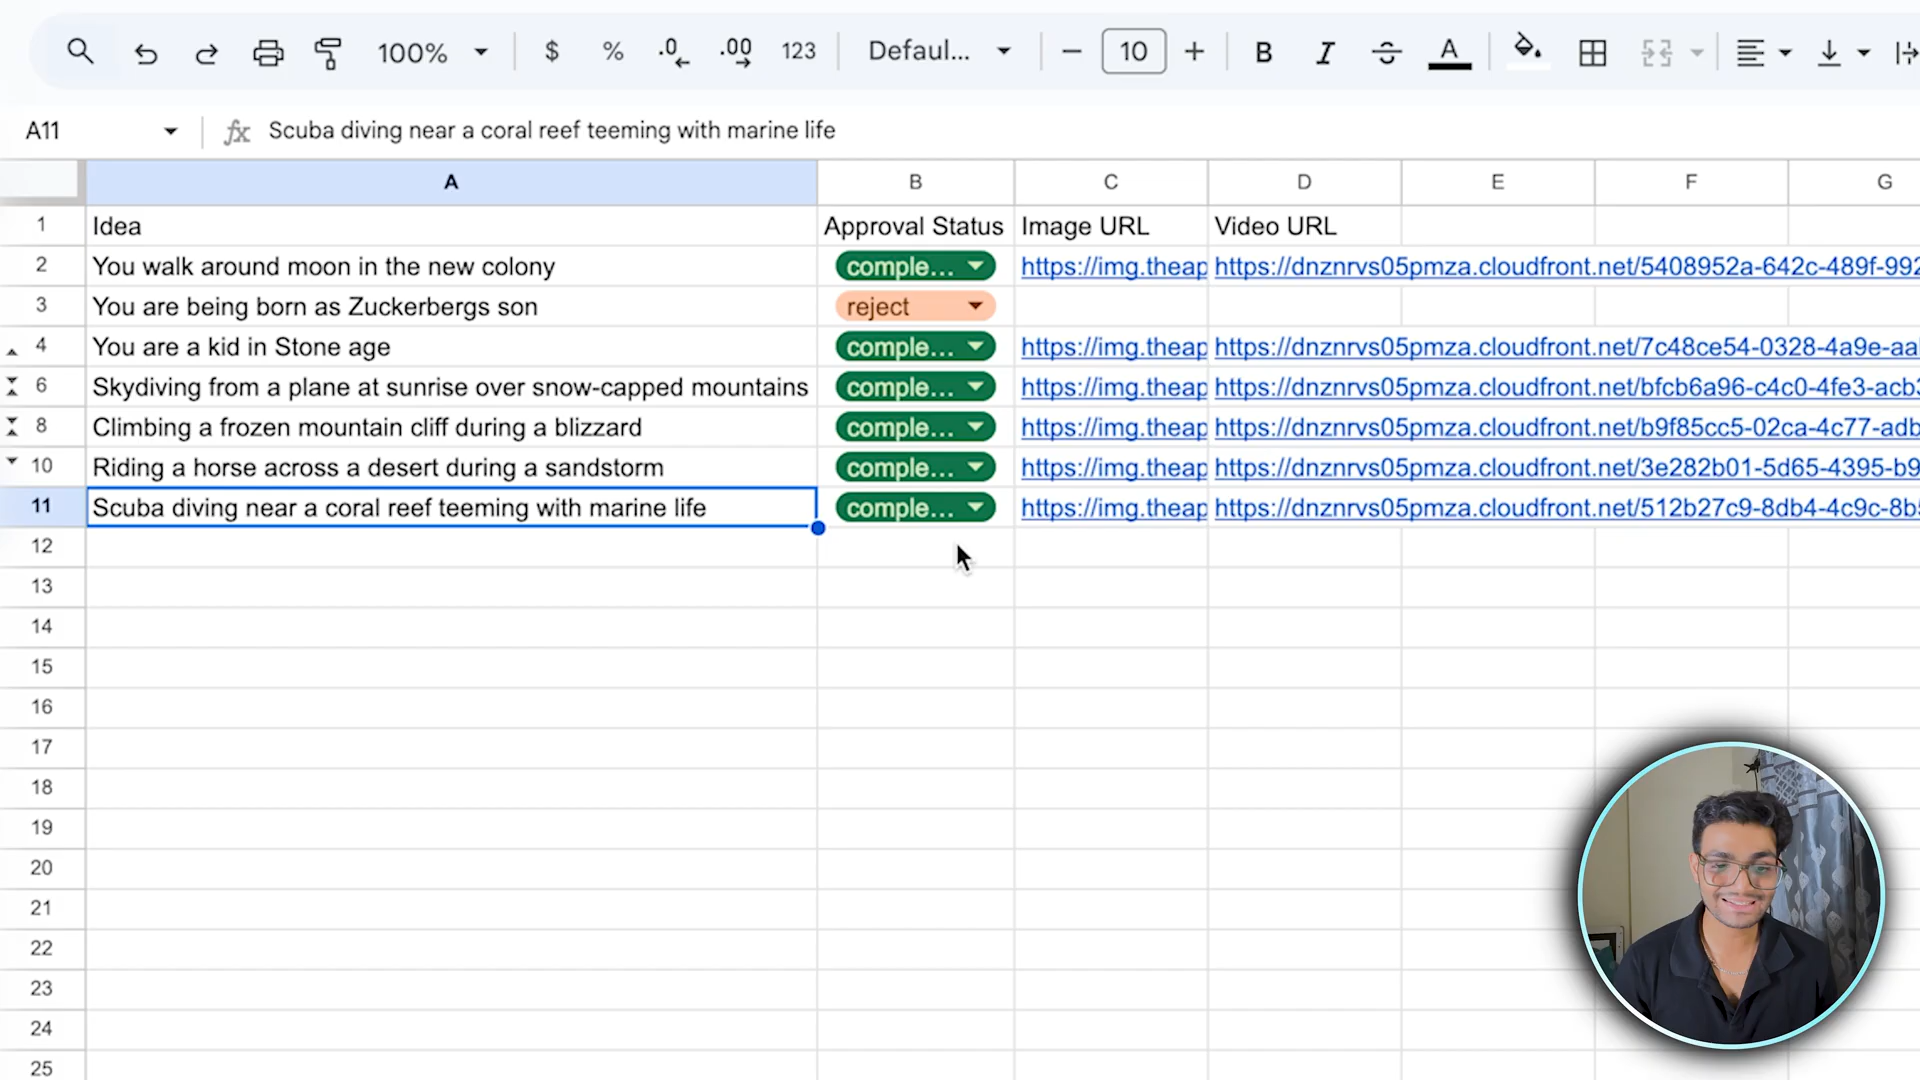 100% $ % .0 .00 123 Defaul... − 10 + B I A
A11 fx Scuba diving near a coral reef teeming with marine life
A B C D E F G
1 Idea Approval Status Image URL Video URL
2 You walk around moon in the new colony comple... https://img.theap https://dnznrvs05pmza.cloudfront.net/5408952a-642c-489f-992
3 You are being born as Zuckerbergs son reject
4 You are a kid in Stone age comple... https://img.theap https://dnznrvs05pmza.cloudfront.net/7c48ce54-0328-4a9e-aa
6 Skydiving from a plane at sunrise over snow-capped mountains comple... https://img.theap https://dnznrvs05pmza.cloudfront.net/bfcb6a96-c4c0-4fe3-acb3
8 Climbing a frozen mountain cliff during a blizzard comple... https://img.theap https://dnznrvs05pmza.cloudfront.net/b9f85cc5-02ca-4c77-adb
10 Riding a horse across a desert during a sandstorm comple... https://img.theap https://dnznrvs05pmza.cloudfront.net/3e282b01-5d65-4395-b9
11 Scuba diving near a coral reef teeming with marine life comple... https://img.theap https://dnznrvs05pmza.cloudfront.net/512b27c9-8db4-4c9c-8b
12
13
14
15
16
17
18
19
20
21
22
23
24
25